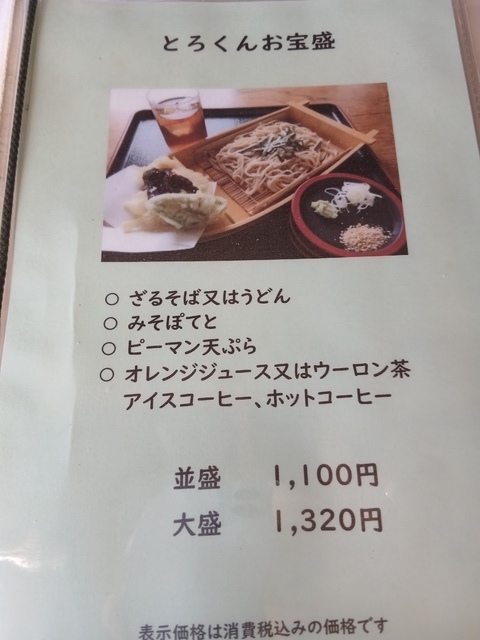 とろくんお宝盛
○ ざるそば又はうどん
○ みそぽてと
○ ピーマン天ぷら
○ オレンジジュース又はウーロン茶
アイスコーヒー、ホットコーヒー
並盛 1,100円
大盛 1,320円
表示価格は消費税込みの価格です